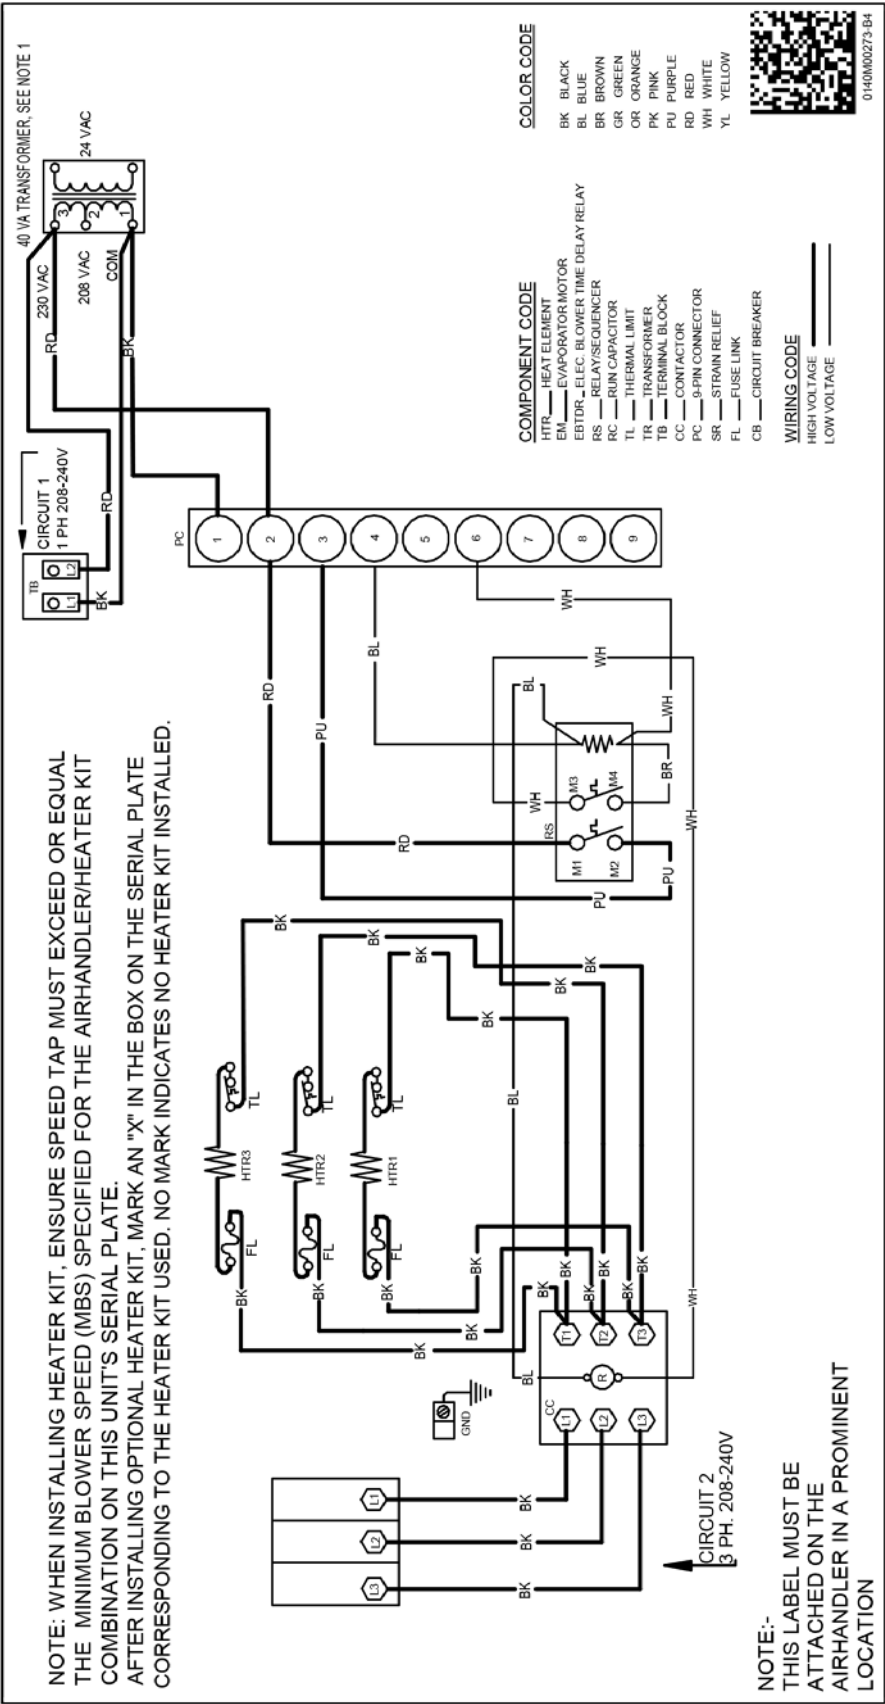 NOTE: WHEN INSTALLING HEATER KIT, ENSURE SPEED TAP MUST EXCEED OR EQUAL
THE MINIMUM BLOWER SPEED (MBS) SPECIFIED FOR THE AIRHANDLER/HEATER KIT
COMBINATION ON THIS UNIT'S SERIAL PLATE.
AFTER INSTALLING OPTIONAL HEATER KIT, MARK AN "X" IN THE BOX ON THE SERIAL PLATE
CORRESPONDING TO THE HEATER KIT USED. NO MARK INDICATES NO HEATER KIT INSTALLED.
40 VA TRANSFORMER, SEE NOTE 1
230 VAC
24 VAC
208 VAC
COM
3
2
1
RD
BK
CIRCUIT 1
1 PH 208-240V
TB
L1
L2
RD
BK
PC
1
2
3
4
5
6
7
8
9
RD
PU
BL
WH
RD
PU
PU
WH
WH
BL
WH
BR
WH
RS
M1
M2
M3
M4
BL
WH
WH
BK
BK
BK
BK
BK
BK
TL
TL
TL
HTR3
HTR2
HTR1
FL
FL
FL
BK
BK
BK
BK
BK
BK
BK
BK
BK
BK
BK
BK
GND
BL
CC
L1
L2
L3
R
T1
T2
T3
L1
L2
L3
BK
BK
BK
CIRCUIT 2
3 PH. 208-240V
NOTE:-
THIS LABEL MUST BE
ATTACHED ON THE
AIRHANDLER IN A PROMINENT
LOCATION
COMPONENT CODE
HTR HEAT ELEMENT
EM EVAPORATOR MOTOR
EBTDR ELEC. BLOWER TIME DELAY RELAY
RS RELAY/SEQUENCER
RC RUN CAPACITOR
TL THERMAL LIMIT
TR TRANSFORMER
TB TERMINAL BLOCK
CC CONTACTOR
PC 9-PIN CONNECTOR
SR STRAIN RELIEF
FL FUSE LINK
CB CIRCUIT BREAKER
WIRING CODE
HIGH VOLTAGE
LOW VOLTAGE
COLOR CODE
BK BLACK
BL BLUE
BR BROWN
GR GREEN
OR ORANGE
PK PINK
PU PURPLE
RD RED
WH WHITE
YL YELLOW
0140M00273-B4